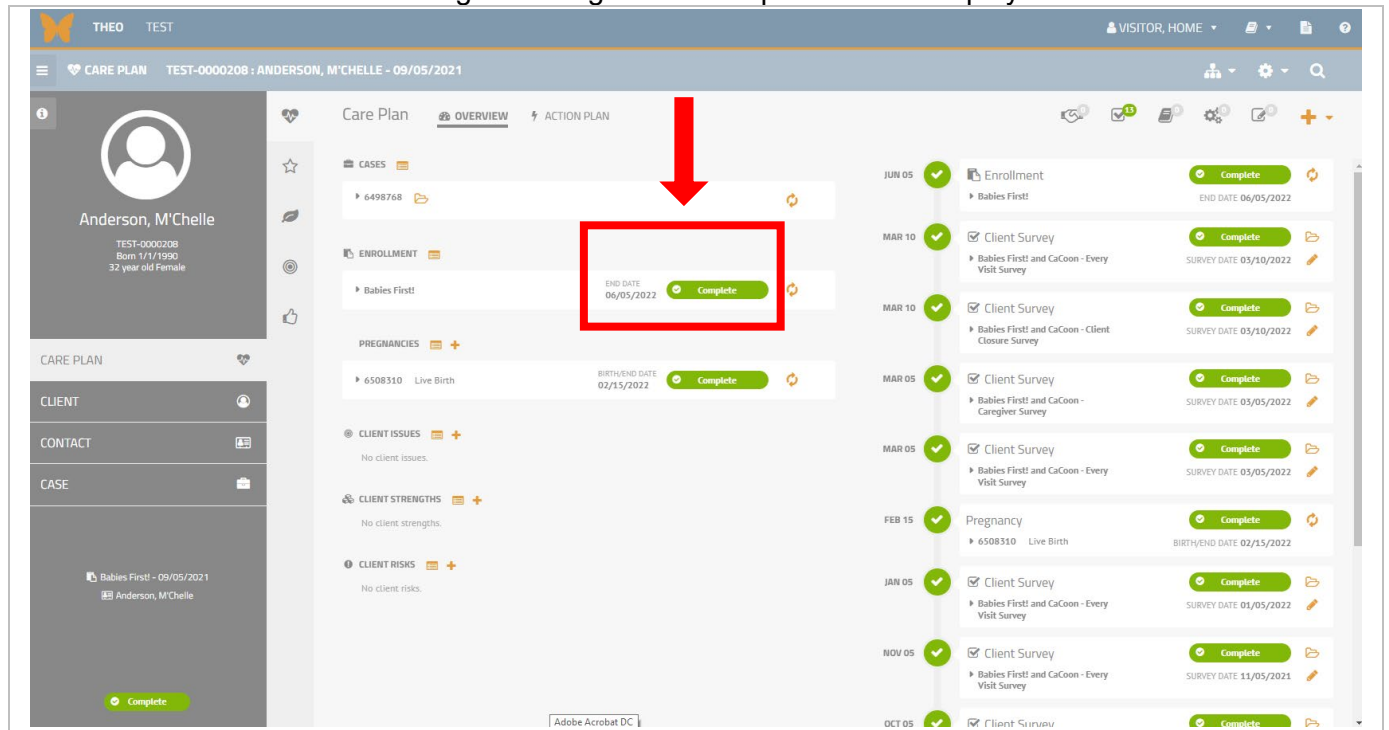 THEO TEST
VISITOR, HOME
CARE PLAN TEST-0000208 : ANDERSON, M'CHELLE - 09/05/2021
Anderson, M'Chelle
TEST-0000208
Born 1/1/1990
32 year old Female
CARE PLAN
CLIENT
CONTACT
CASE
Babies First! - 09/05/2021
Anderson, M'Chelle
Complete
Care Plan OVERVIEW ACTION PLAN
13
CASES
6498768
ENROLLMENT
Babies First!
END DATE
06/05/2022
Complete
PREGNANCIES
6508310 Live Birth
BIRTH/END DATE
02/15/2022
Complete
CLIENT ISSUES
No client issues.
CLIENT STRENGTHS
No client strengths.
CLIENT RISKS
No client risks.
JUN 05 Enrollment Complete
Babies First! END DATE 06/05/2022
MAR 10 Client Survey Complete
Babies First! and CaCoon - Every
Visit Survey
SURVEY DATE 03/10/2022
MAR 10 Client Survey Complete
Babies First! and CaCoon - Client
Closure Survey
SURVEY DATE 03/10/2022
MAR 05 Client Survey Complete
Babies First! and CaCoon -
Caregiver Survey
SURVEY DATE 03/05/2022
MAR 05 Client Survey Complete
Babies First! and CaCoon - Every
Visit Survey
SURVEY DATE 03/05/2022
FEB 15 Pregnancy Complete
6508310 Live Birth BIRTH/END DATE 02/15/2022
JAN 05 Client Survey Complete
Babies First! and CaCoon - Every
Visit Survey
SURVEY DATE 01/05/2022
NOV 05 Client Survey Complete
Babies First! and CaCoon - Every
Visit Survey
SURVEY DATE 11/05/2021
OCT 05 Client Survey Complete
Adobe Acrobat DC